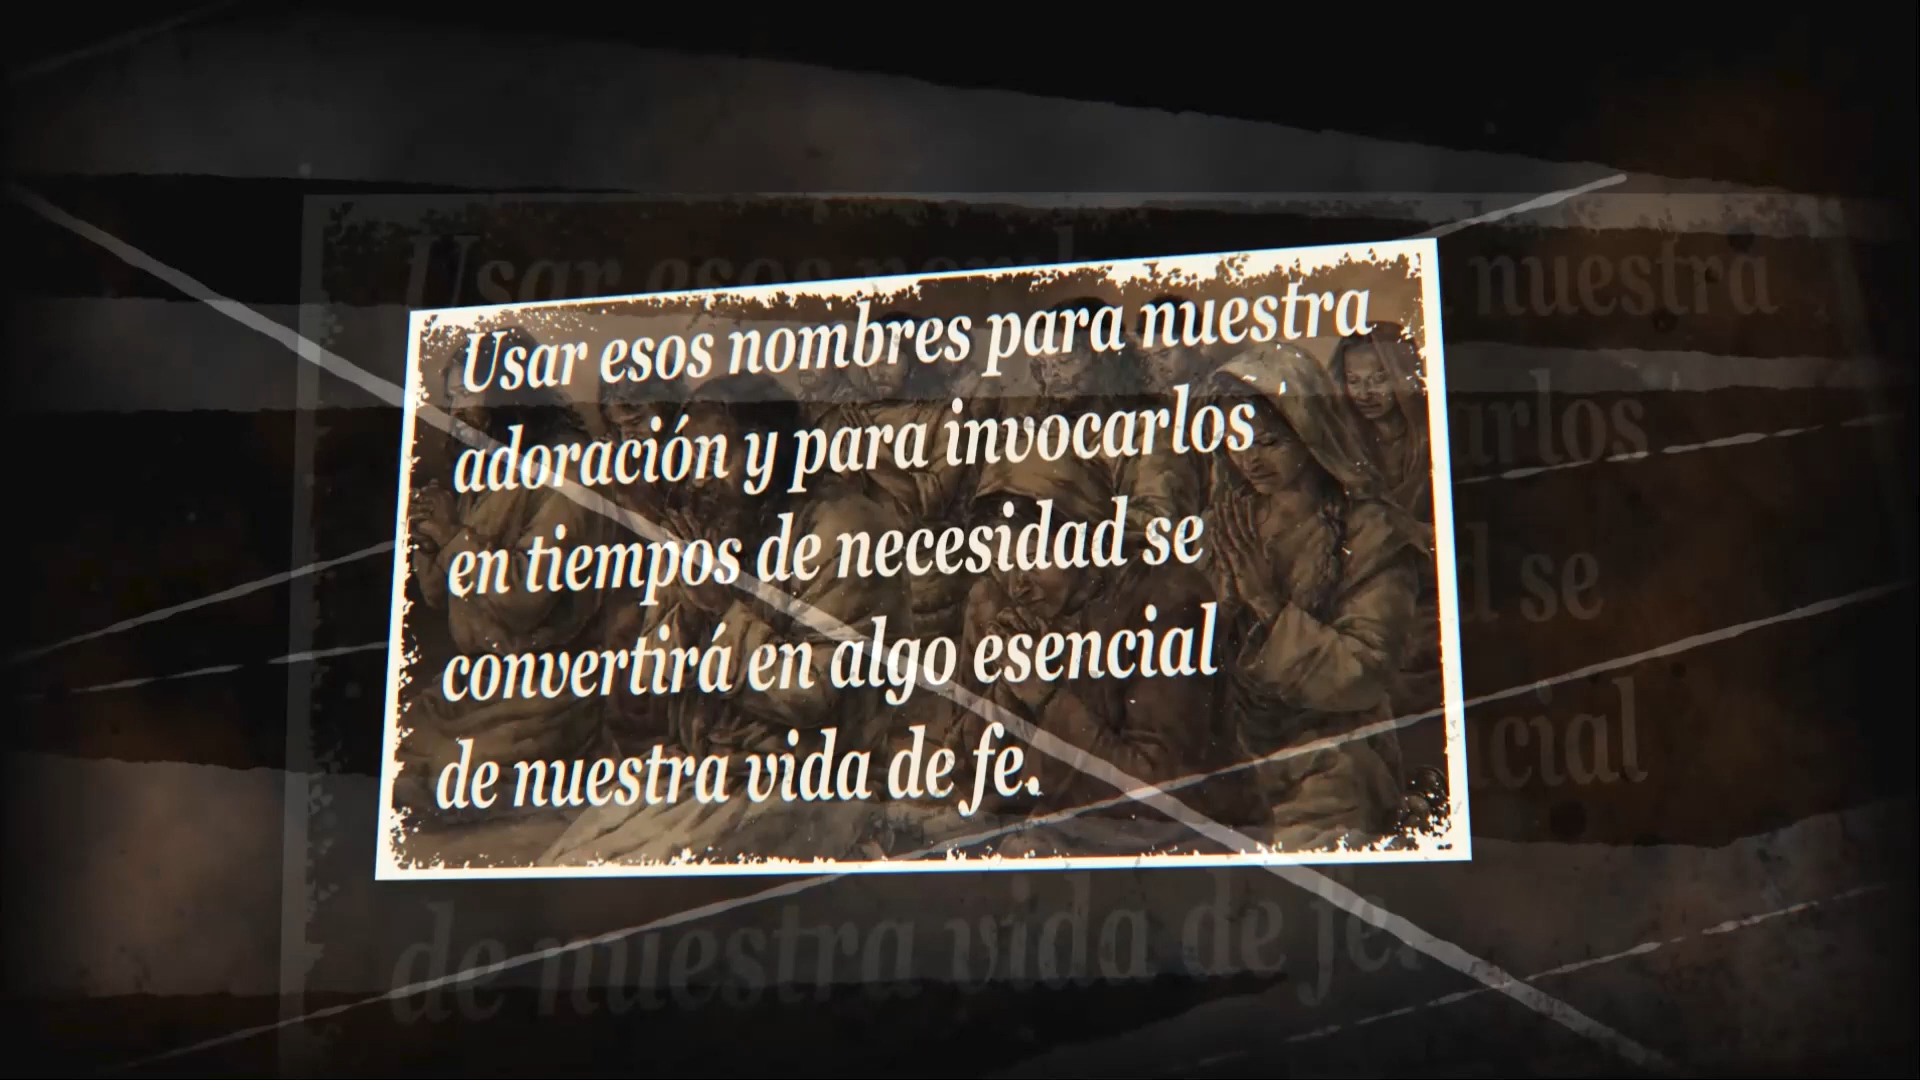 Usar esos nombres para nuestra
adoración y para invocarlos
en tiempos de necesidad se
convertirá en algo esencial
de nuestra vida de fe.